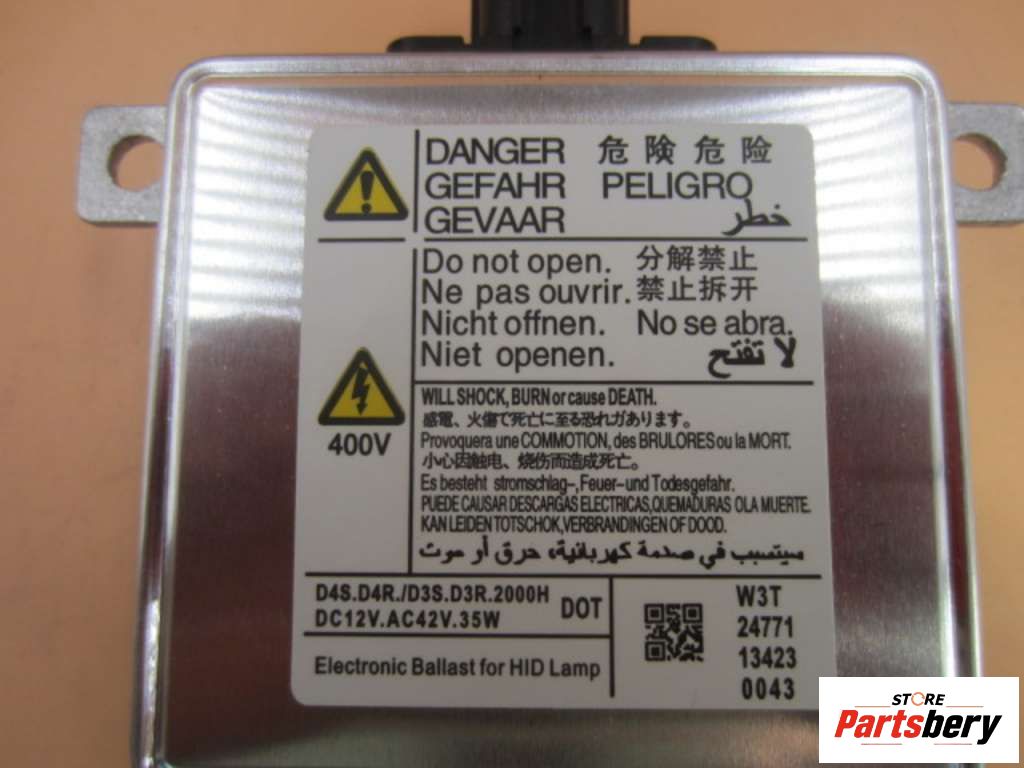 DANGER 危険危险
GEFAHR PELIGRO
GEVAAR خطر
Do not open. 分解禁止
Ne pas ouvrir. 禁止拆开
Nicht offnen. No se abra.
Niet openen. لا تفتح
400V
WILL SHOCK, BURN or cause DEATH.
感電、火傷で死亡に至る恐れガあります。
Provoquera une COMMOTION, des BRULORES ou la MORT.
小心因触电、烧伤而造成死亡。
Es besteht stromschlag-, Feuer-und Todesgefahr.
PUEDE CAUSAR DESCARGAS ELECTRICAS,QUEMADURAS OLA MUERTE.
KAN LEIDEN TOTSCHOK,VERBRANDINGEN OF DOOD.
سيتسبب في صدمة كهربائية، حرق أو موت
D4S.D4R./D3S.D3R.2000H
DC12V.AC42V.35W
DOT
Electronic Ballast for HID Lamp
W3T
24771
13423
0043
STORE
Partsbery